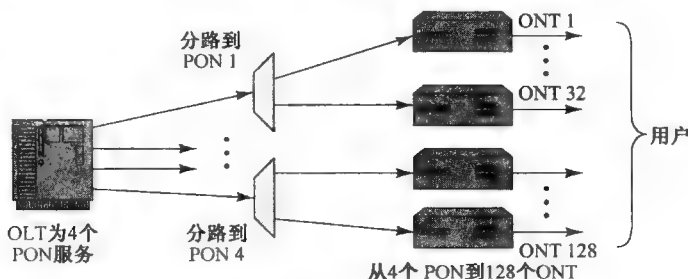 ONT 1
分路到
PON 1
ONT 32
用户
OLT为4个
PON服务
分路到
PON 4
ONT 128
从4个 PON到128个ONT